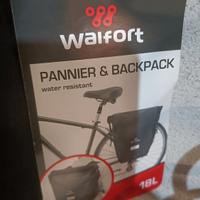 Walfort
PANNIER & BACKPACK
water resistant
18L